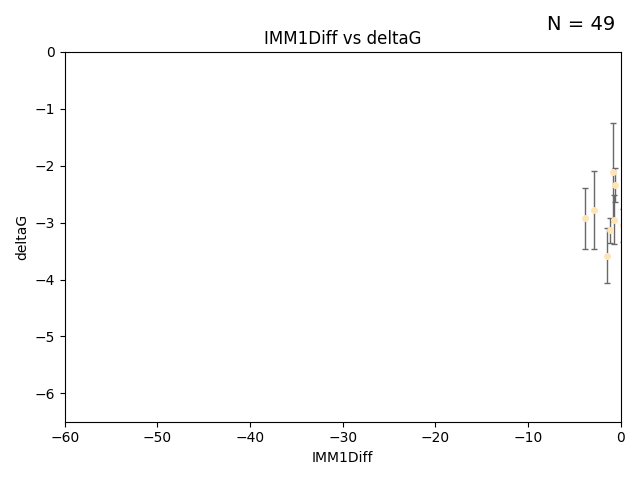 N = 49
IMM1Diff vs deltaG
0
−1
−2
−3
−4
−5
−6
deltaG
−60 −50 −40 −30 −20 −10 0
IMM1Diff